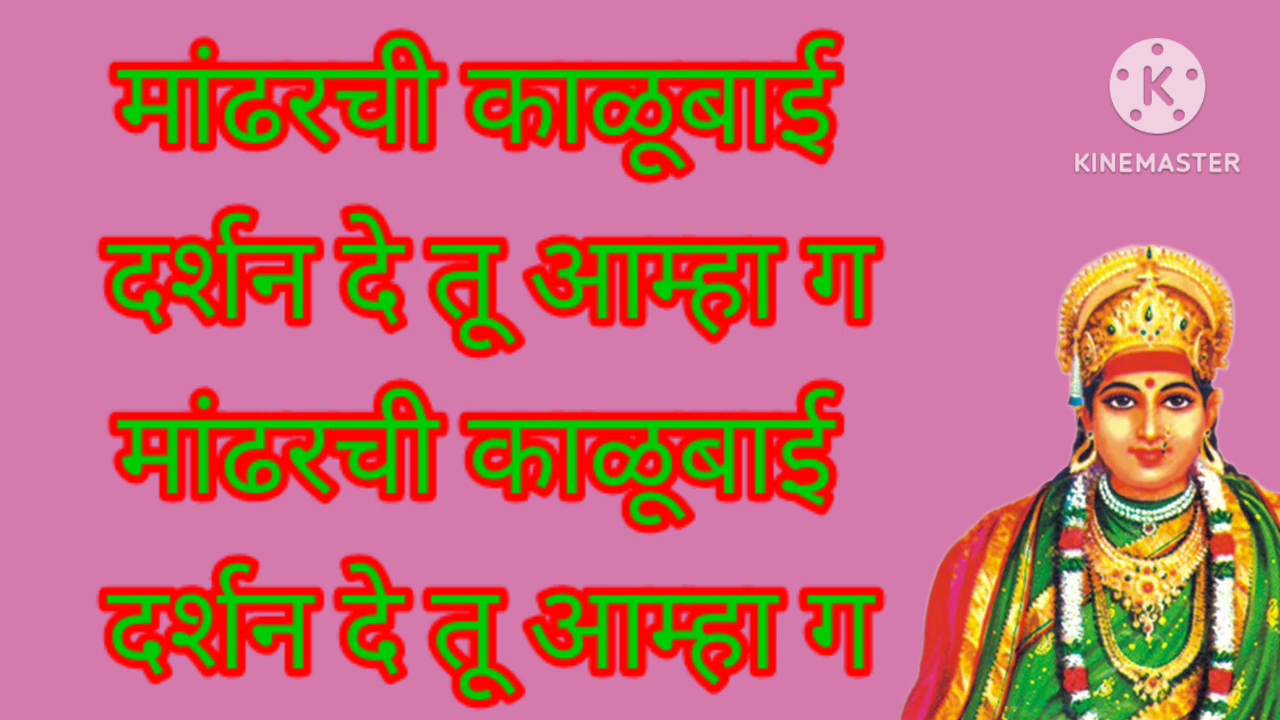 मांढरची काळूबाई
दर्शन दे तू आम्हा ग
मांढरची काळूबाई
दर्शन दे तू आम्हा ग
K
KINEMASTER